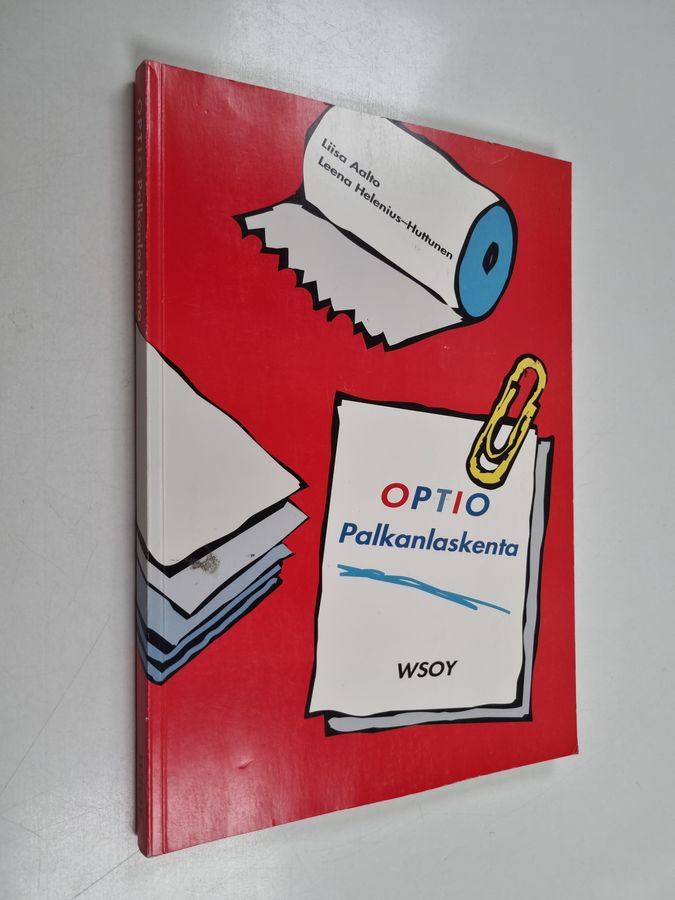 Liisa Aalto
Leena Helenius–Huttunen
OPTIO
Palkanlaskenta
WSOY
OPTIO Palkanlaskenta